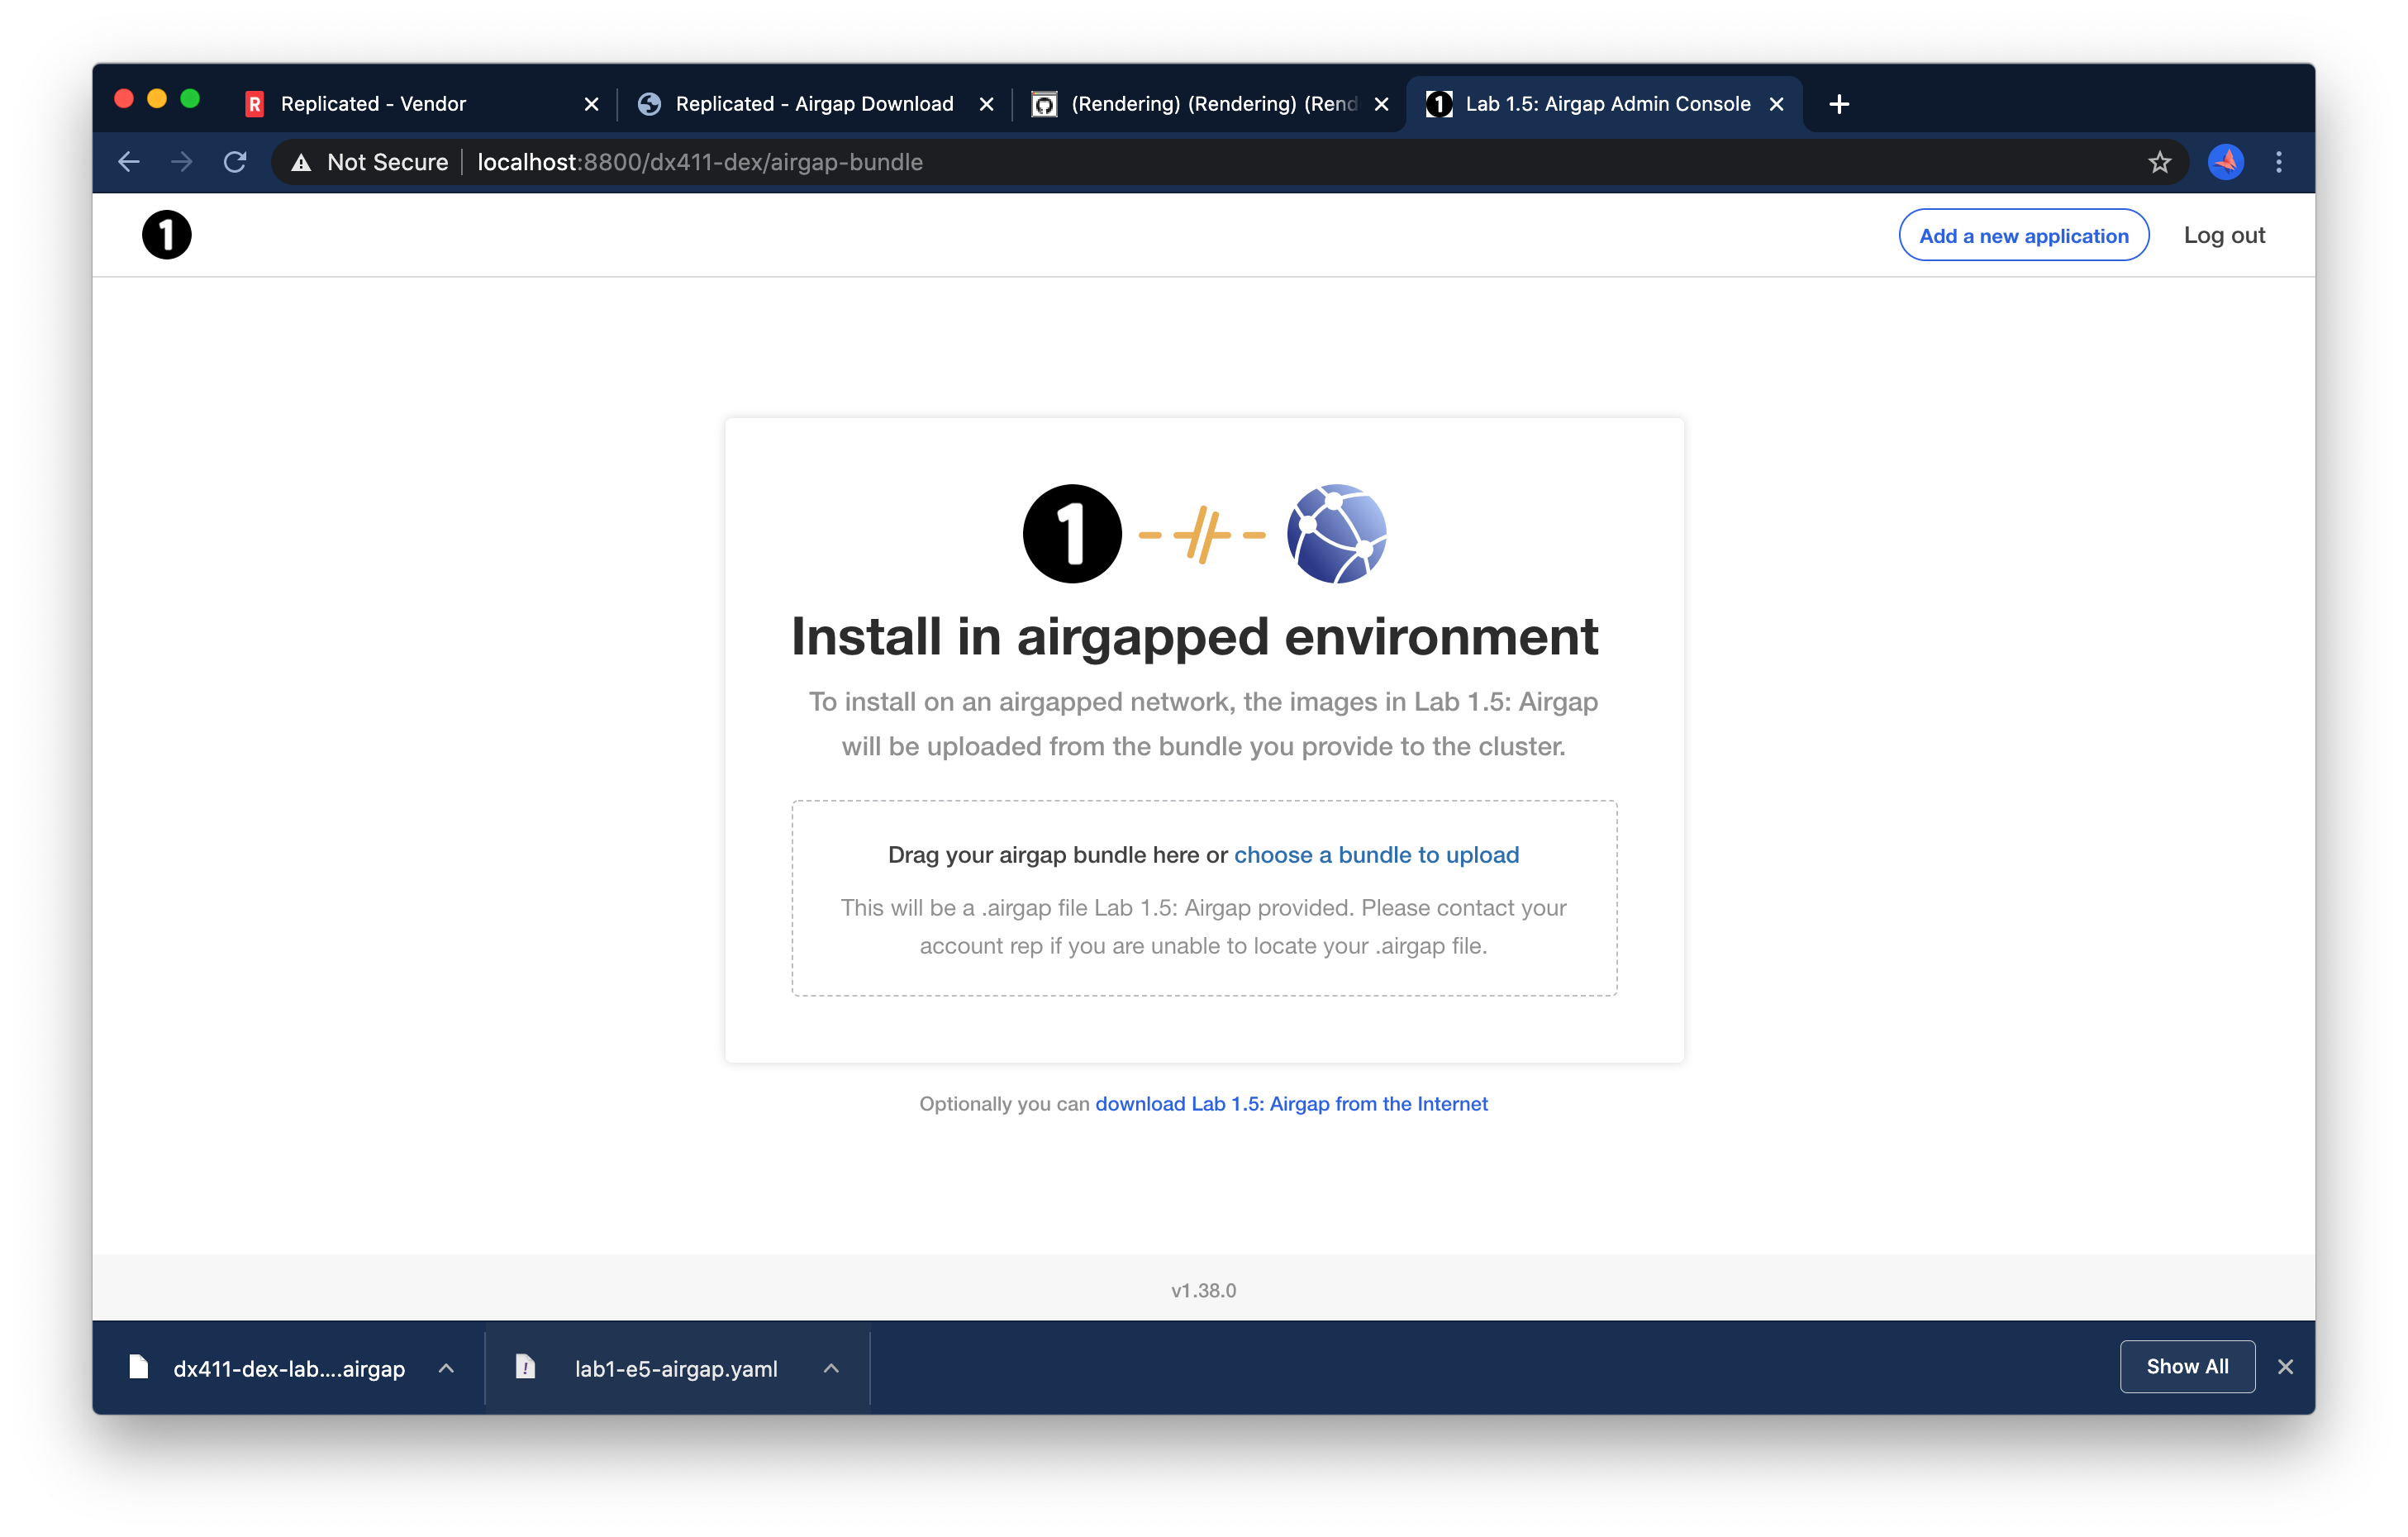 R Replicated - Vendor
Replicated - Airgap Download
(Rendering) (Rendering) (Rend
1 Lab 1.5: Airgap Admin Console
Not Secure
localhost:8800/dx411-dex/airgap-bundle
1
Add a new application
Log out
1
Install in airgapped environment
To install on an airgapped network, the images in Lab 1.5: Airgap
will be uploaded from the bundle you provide to the cluster.
Drag your airgap bundle here or choose a bundle to upload
This will be a .airgap file Lab 1.5: Airgap provided. Please contact your
account rep if you are unable to locate your .airgap file.
Optionally you can download Lab 1.5: Airgap from the Internet
v1.38.0
dx411-dex-lab....airgap
! lab1-e5-airgap.yaml
Show All